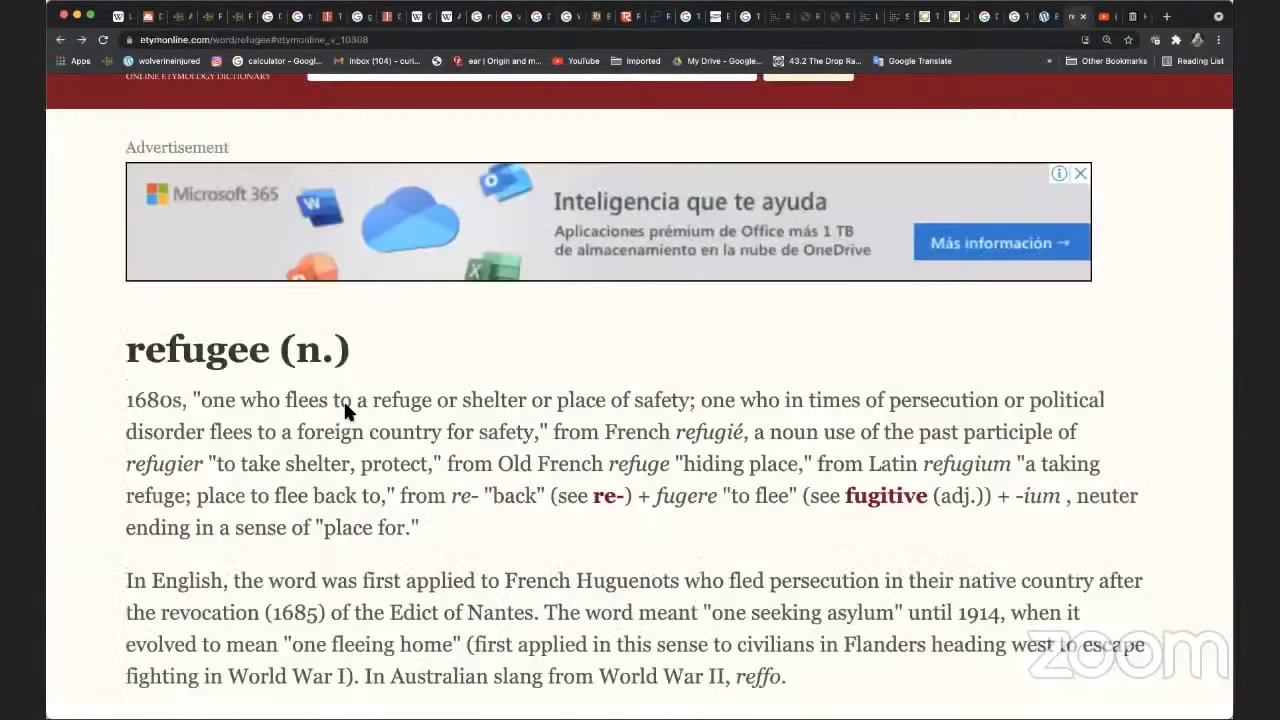 etymonline.com/word/refugee#etymonline_v_10308
Apps wolverineinjured calculator - Googl... Inbox (104) - curi... ear | Origin and m... YouTube Imported My Drive - Google... 43.2 The Drop Ra... Google Translate » Other Bookmarks Reading List
ONLINE ETYMOLOGY DICTIONARY
Advertisement
Microsoft 365
Inteligencia que te ayuda
Aplicaciones prémium de Office más 1 TB
de almacenamiento en la nube de OneDrive
Más información →
refugee (n.)
1680s, "one who flees to a refuge or shelter or place of safety; one who in times of persecution or political
disorder flees to a foreign country for safety," from French refugié, a noun use of the past participle of
refugier "to take shelter, protect," from Old French refuge "hiding place," from Latin refugium "a taking
refuge; place to flee back to," from re- "back" (see re-) + fugere "to flee" (see fugitive (adj.)) + -ium , neuter
ending in a sense of "place for."
In English, the word was first applied to French Huguenots who fled persecution in their native country after
the revocation (1685) of the Edict of Nantes. The word meant "one seeking asylum" until 1914, when it
evolved to mean "one fleeing home" (first applied in this sense to civilians in Flanders heading west to escape
fighting in World War I). In Australian slang from World War II, reffo.
zoom